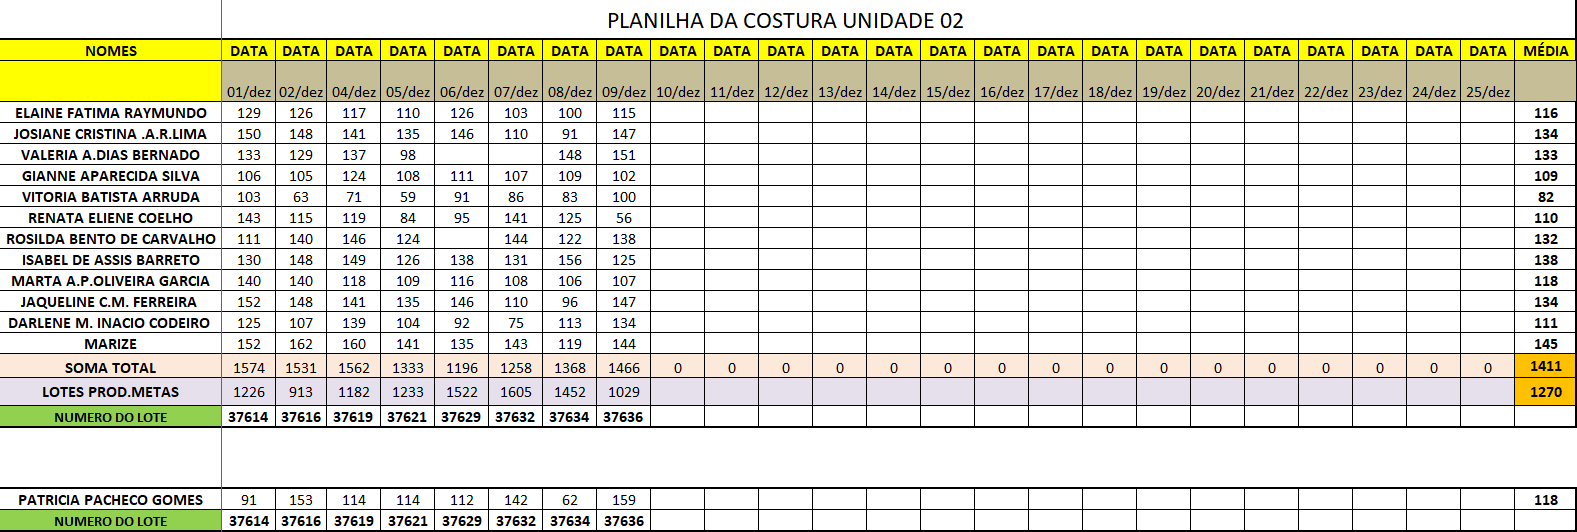 PLANILHA DA COSTURA UNIDADE 02
NOMES DATA DATA DATA DATA DATA DATA DATA DATA DATA DATA DATA DATA DATA DATA DATA DATA DATA DATA DATA DATA DATA DATA DATA DATA MÉDIA
01/dez 02/dez 04/dez 05/dez 06/dez 07/dez 08/dez 09/dez 10/dez 11/dez 12/dez 13/dez 14/dez 15/dez 16/dez 17/dez 18/dez 19/dez 20/dez 21/dez 22/dez 23/dez 24/dez 25/dez
ELAINE FATIMA RAYMUNDO 129 126 117 110 126 103 100 115 116
JOSIANE CRISTINA .A.R.LIMA 150 148 141 135 146 110 91 147 134
VALERIA A.DIAS BERNADO 133 129 137 98 148 151 133
GIANNE APARECIDA SILVA 106 105 124 108 111 107 109 102 109
VITORIA BATISTA ARRUDA 103 63 71 59 91 86 83 100 82
RENATA ELIENE COELHO 143 115 119 84 95 141 125 56 110
ROSILDA BENTO DE CARVALHO 111 140 146 124 144 122 138 132
ISABEL DE ASSIS BARRETO 130 148 149 126 138 131 156 125 138
MARTA A.P.OLIVEIRA GARCIA 140 140 118 109 116 108 106 107 118
JAQUELINE C.M. FERREIRA 152 148 141 135 146 110 96 147 134
DARLENE M. INACIO CODEIRO 125 107 139 104 92 75 113 134 111
MARIZE 152 162 160 141 135 143 119 144 145
SOMA TOTAL 1574 1531 1562 1333 1196 1258 1368 1466 0 0 0 0 0 0 0 0 0 0 0 0 0 0 0 0 1411
LOTES PROD.METAS 1226 913 1182 1233 1522 1605 1452 1029 1270
NUMERO DO LOTE 37614 37616 37619 37621 37629 37632 37634 37636
PATRICIA PACHECO GOMES 91 153 114 114 112 142 62 159 118
NUMERO DO LOTE 37614 37616 37619 37621 37629 37632 37634 37636